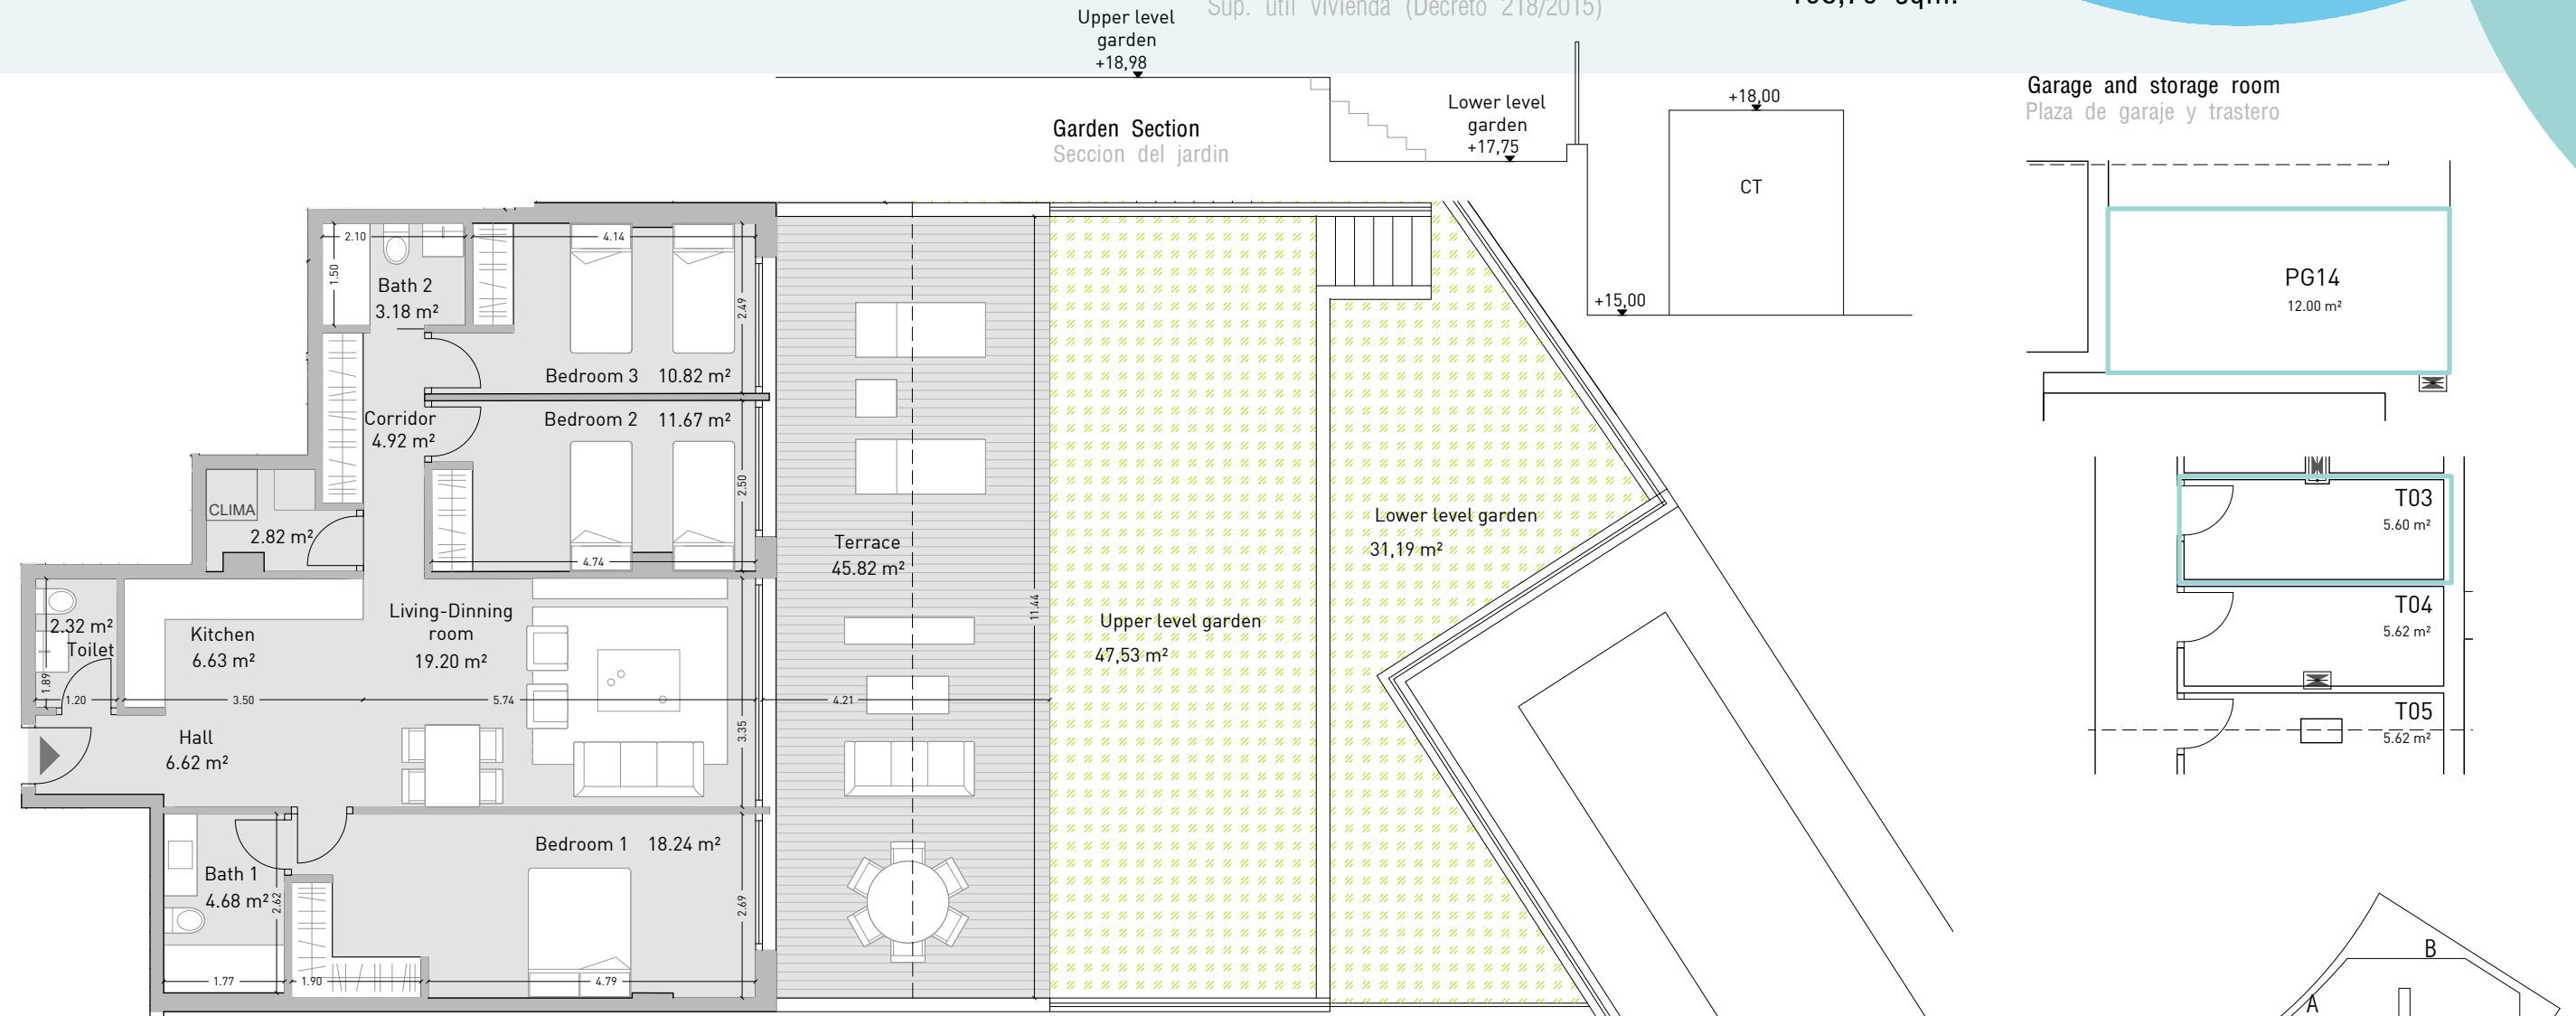 Sup. útil vivienda (Decreto 218/2015)
Upper level
garden
+18,98
Garden Section
Seccion del jardin
Lower level
garden
+17,75
+18,00
CT
+15,00
Garage and storage room
Plaza de garaje y trastero
PG14
12.00 m²
T03
5.60 m²
T04
5.62 m²
T05
5.62 m²
B
A
2.10
1.50
Bath 2
3.18 m²
4.14
2.49
Bedroom 3 10.82 m²
Corridor
4.92 m²
Bedroom 2 11.67 m²
2.50
4.74
CLIMA
2.82 m²
2.32 m²
Toilet
1.89
1.20
Kitchen
6.63 m²
3.50
Living-Dinning
room
19.20 m²
5.74
3.35
Hall
6.62 m²
Bath 1
4.68 m²
2.62
1.77
1.90
Bedroom 1 18.24 m²
2.69
4.79
Terrace
45.82 m²
4.21
11.44
Upper level garden
47,53 m²
Lower level garden
31,19 m²